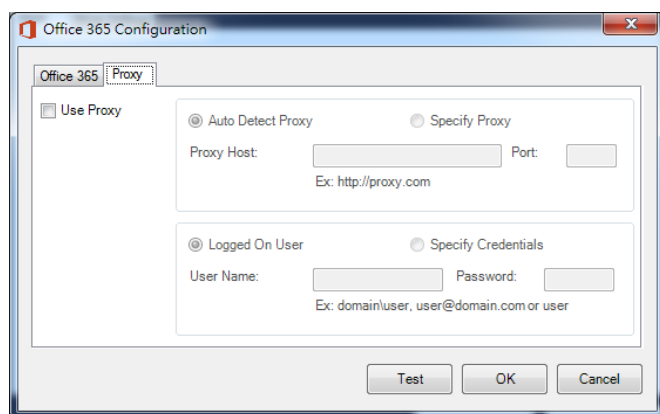 Office 365 Configuration
Office 365 Proxy
Use Proxy
Auto Detect Proxy Specify Proxy
Proxy Host: Port:
Ex: http://proxy.com
Logged On User Specify Credentials
User Name: Password:
Ex: domain\user, user@domain.com or user
Test OK Cancel